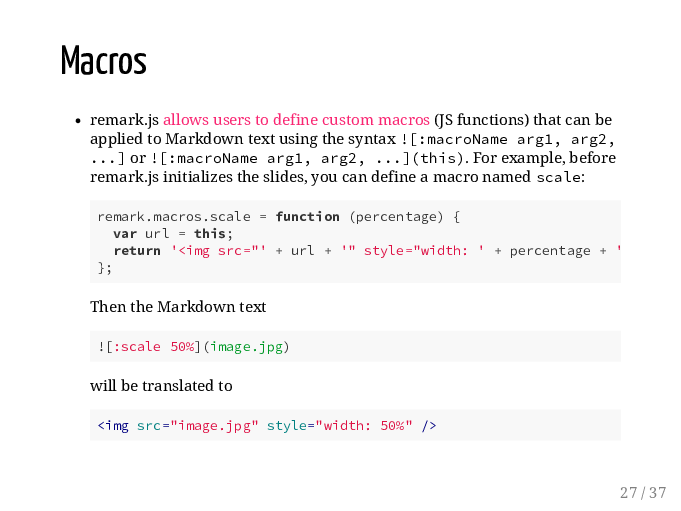 Macros
• remark.js allows users to define custom macros (JS functions) that can be
applied to Markdown text using the syntax ![:macroName arg1, arg2,
...] or ![:macroName arg1, arg2, ...](this). For example, before
remark.js initializes the slides, you can define a macro named scale:
remark.macros.scale = function (percentage) {
  var url = this;
  return '<img src="' + url + '" style="width: ' + percentage + '
};
Then the Markdown text
![:scale 50%](image.jpg)
will be translated to
<img src="image.jpg" style="width: 50%" />
27 / 37